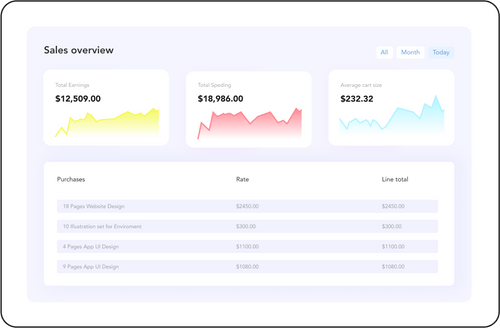 Sales overview
All Month Today
Total Earnings
$12,509.00
Total Speding
$18,986.00
Average cart size
$232.32
Purchases Rate Line total
18 Pages Website Design $2450.00 $2450.00
10 Illustration set for Enviroment $300.00 $300.00
4 Pages App UI Design $1100.00 $1100.00
9 Pages App UI Design $1080.00 $1080.00